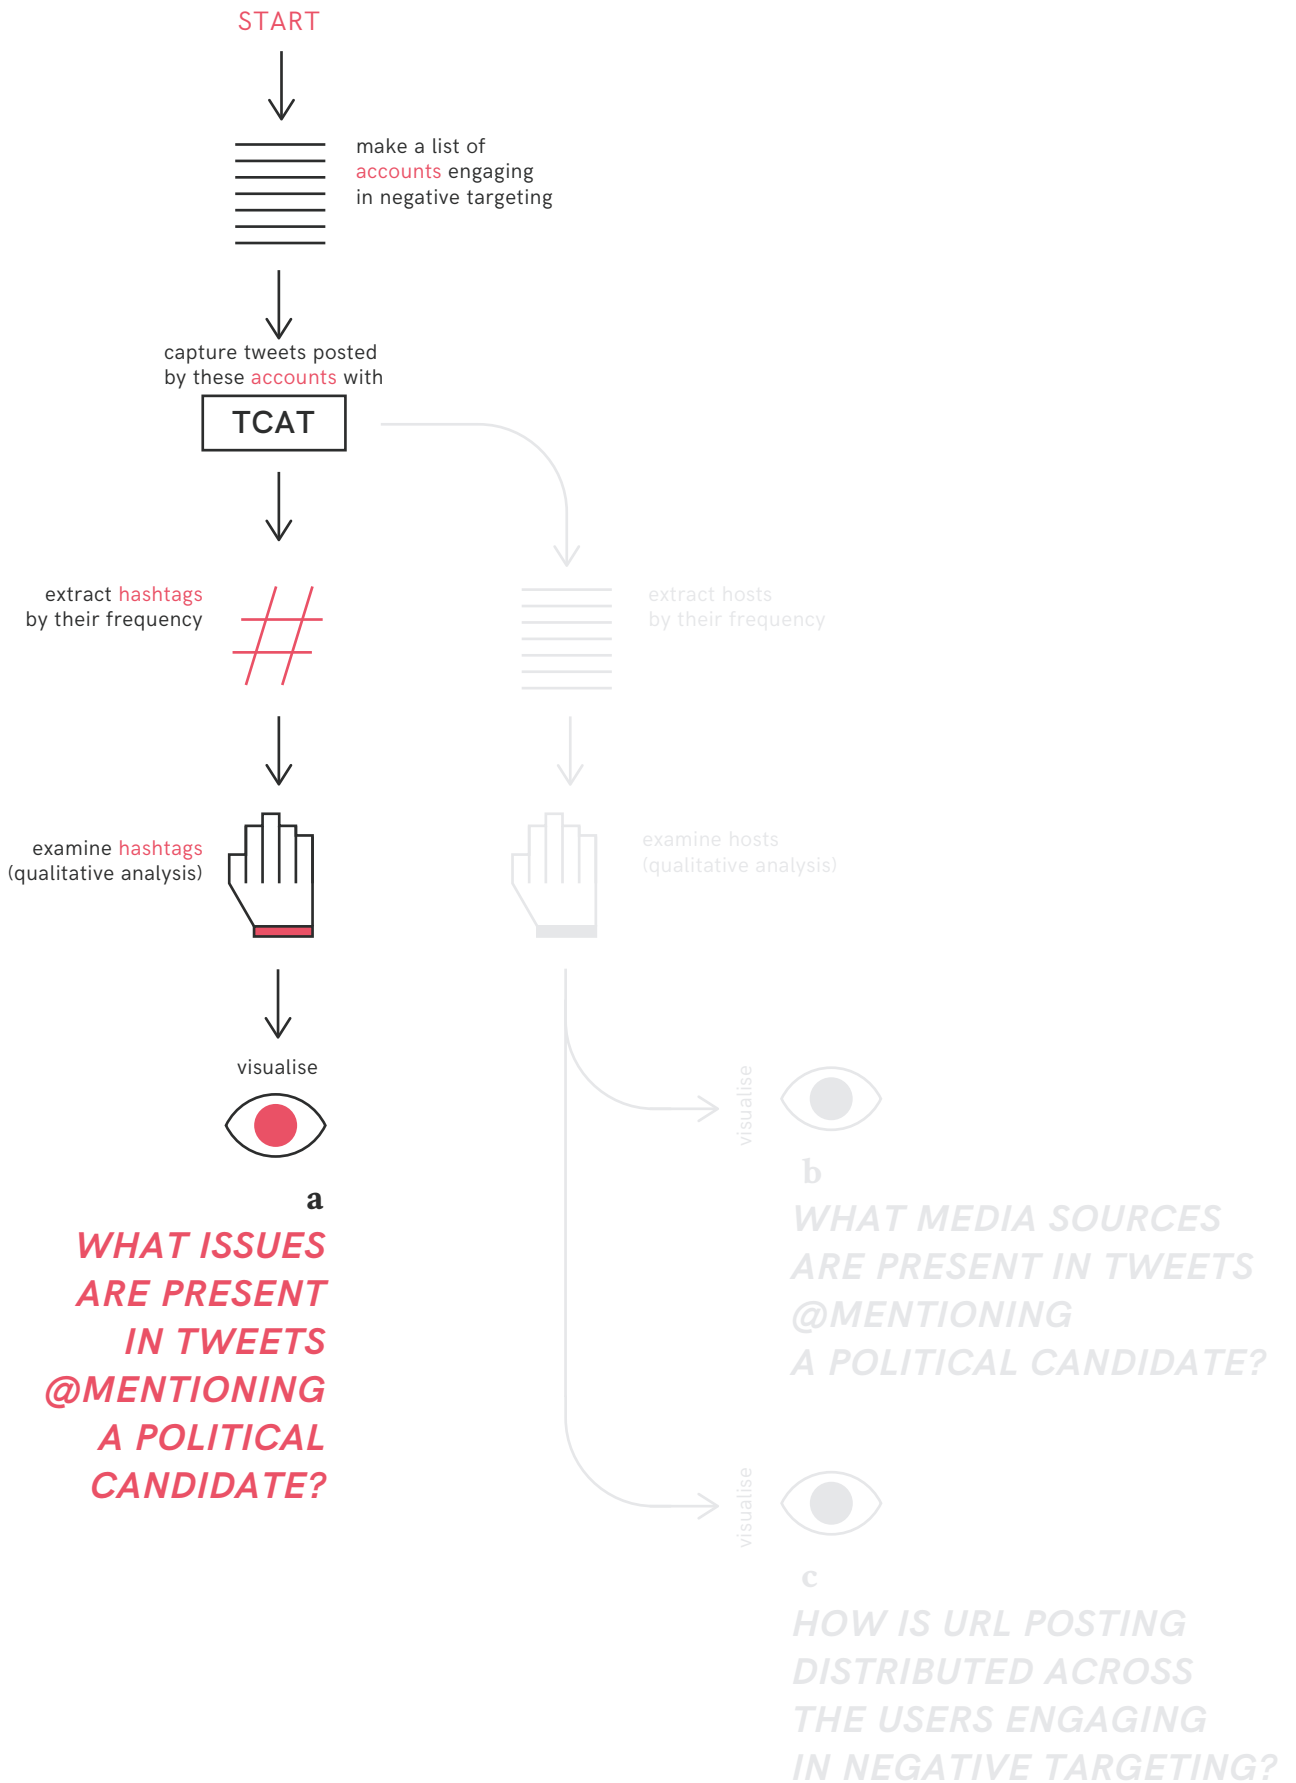 START
make a list of
accounts engaging
in negative targeting
capture tweets posted
by these accounts with
TCAT
extract hashtags
by their frequency
extract hosts
by their frequency
examine hashtags
(qualitative analysis)
examine hosts
(qualitative analysis)
visualise
a
WHAT ISSUES
ARE PRESENT
IN TWEETS
@MENTIONING
A POLITICAL
CANDIDATE?
visualise
b
WHAT MEDIA SOURCES
ARE PRESENT IN TWEETS
@MENTIONING
A POLITICAL CANDIDATE?
visualise
c
HOW IS URL POSTING
DISTRIBUTED ACROSS
THE USERS ENGAGING
IN NEGATIVE TARGETING?